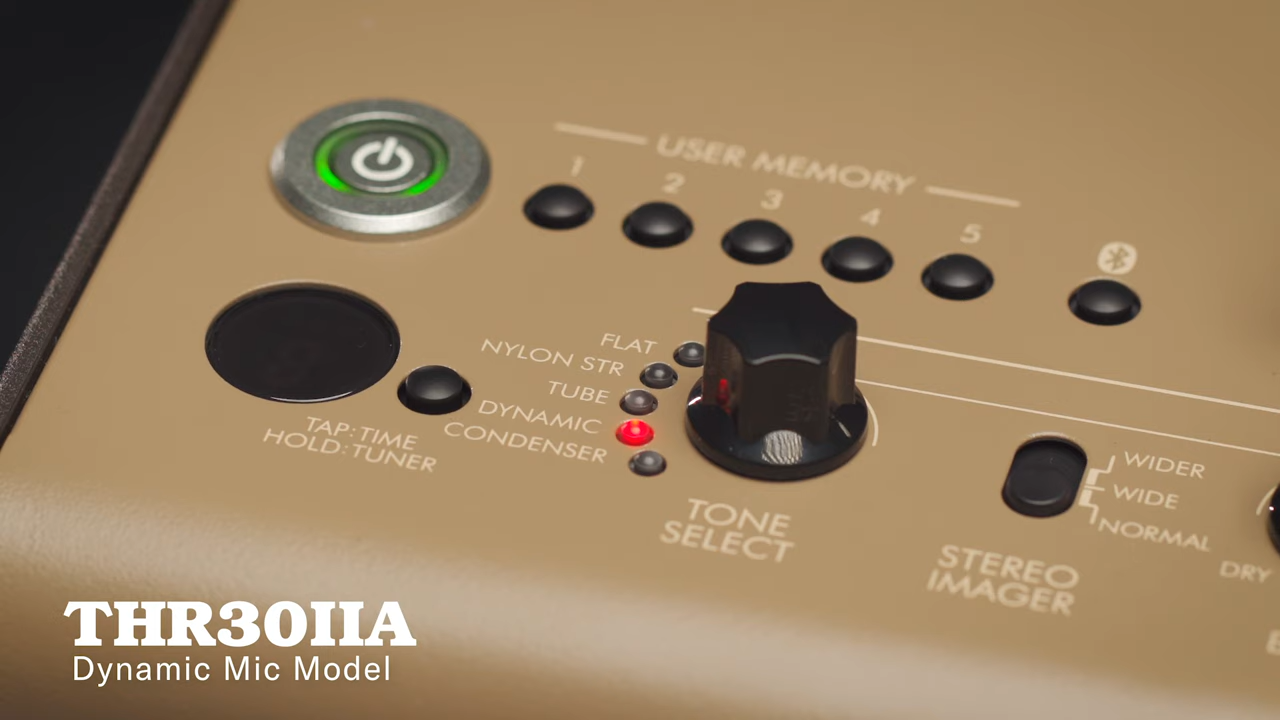 USER MEMORY
1 2 3 4 5
FLAT
NYLON STR
TUBE
DYNAMIC
CONDENSER
TAP:TIME
HOLD:TUNER
TONE
SELECT
WIDER
WIDE
NORMAL
STEREO
IMAGER
DRY
THR30IIA
Dynamic Mic Model